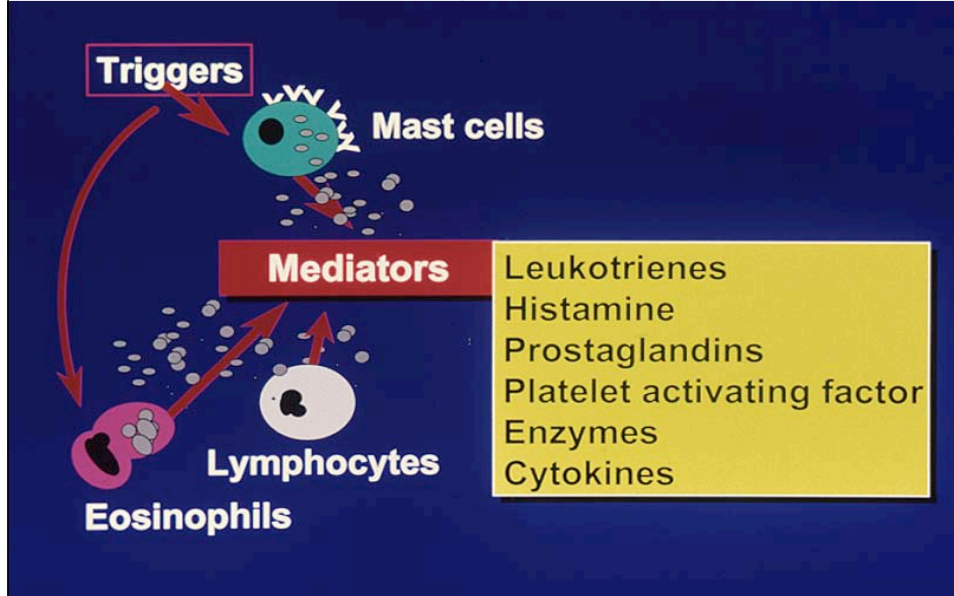 Triggers
Mast cells
Mediators
Leukotrienes
Histamine
Prostaglandins
Platelet activating factor
Enzymes
Cytokines
Lymphocytes
Eosinophils